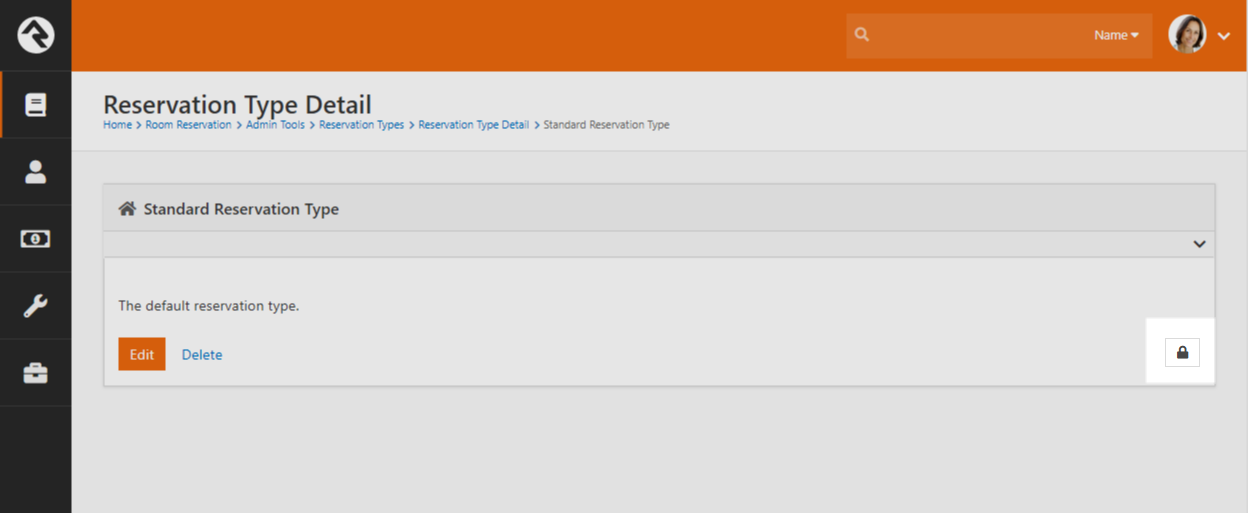 Name
Reservation Type Detail
Home > Room Reservation > Admin Tools > Reservation Types > Reservation Type Detail > Standard Reservation Type
Standard Reservation Type
The default reservation type.
Edit Delete